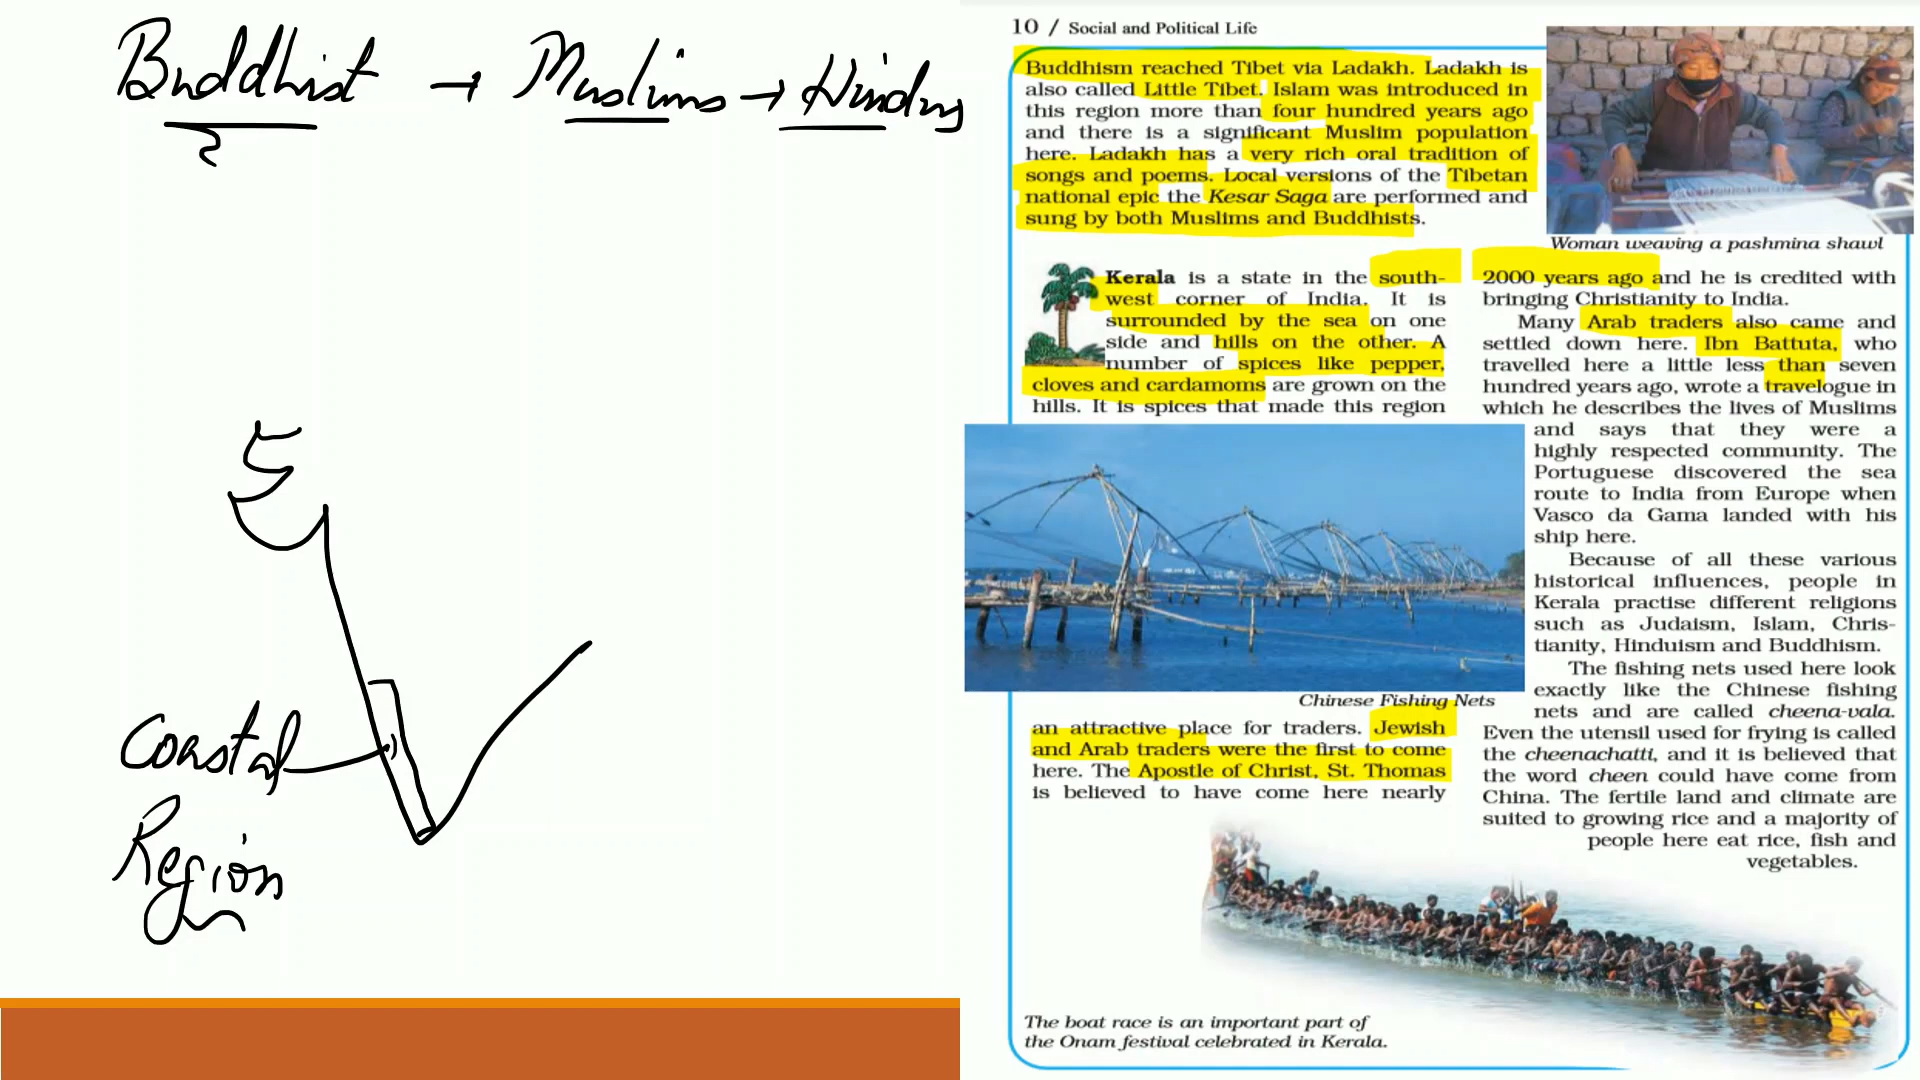 Buddhist → Muslims → Hindus
Coastal
Region
10 / Social and Political Life
Buddhism reached Tibet via Ladakh. Ladakh is
also called Little Tibet. Islam was introduced in
this region more than four hundred years ago
and there is a significant Muslim population
here. Ladakh has a very rich oral tradition of
songs and poems. Local versions of the Tibetan
national epic the Kesar Saga are performed and
sung by both Muslims and Buddhists.
Woman weaving a pashmina shawl
Kerala is a state in the south-
west corner of India. It is
surrounded by the sea on one
side and hills on the other. A
number of spices like pepper,
cloves and cardamoms are grown on the
hills. It is spices that made this region
Chinese Fishing Nets
an attractive place for traders. Jewish
and Arab traders were the first to come
here. The Apostle of Christ, St. Thomas
is believed to have come here nearly
2000 years ago and he is credited with
bringing Christianity to India.
Many Arab traders also came and
settled down here. Ibn Battuta, who
travelled here a little less than seven
hundred years ago, wrote a travelogue in
which he describes the lives of Muslims
and says that they were a
highly respected community. The
Portuguese discovered the sea
route to India from Europe when
Vasco da Gama landed with his
ship here.
Because of all these various
historical influences, people in
Kerala practise different religions
such as Judaism, Islam, Chris-
tianity, Hinduism and Buddhism.
The fishing nets used here look
exactly like the Chinese fishing
nets and are called cheena-vala.
Even the utensil used for frying is called
the cheenachatti, and it is believed that
the word cheen could have come from
China. The fertile land and climate are
suited to growing rice and a majority of
people here eat rice, fish and
vegetables.
The boat race is an important part of
the Onam festival celebrated in Kerala.